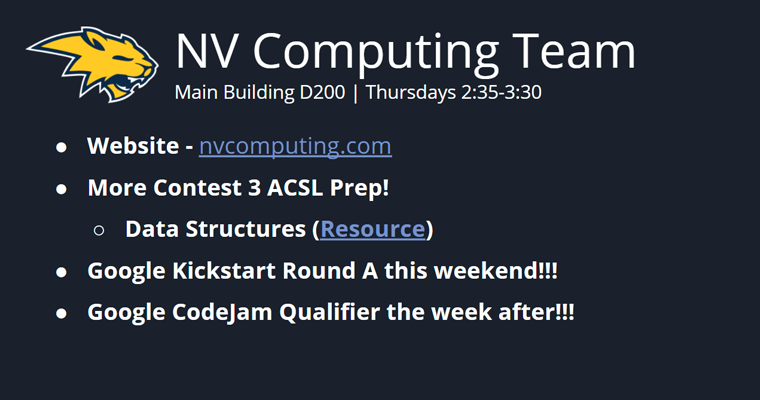 NV Computing Team
Main Building D200 | Thursdays 2:35-3:30
● Website - nvcomputing.com
● More Contest 3 ACSL Prep!
○ Data Structures (Resource)
● Google Kickstart Round A this weekend!!!
● Google CodeJam Qualifier the week after!!!